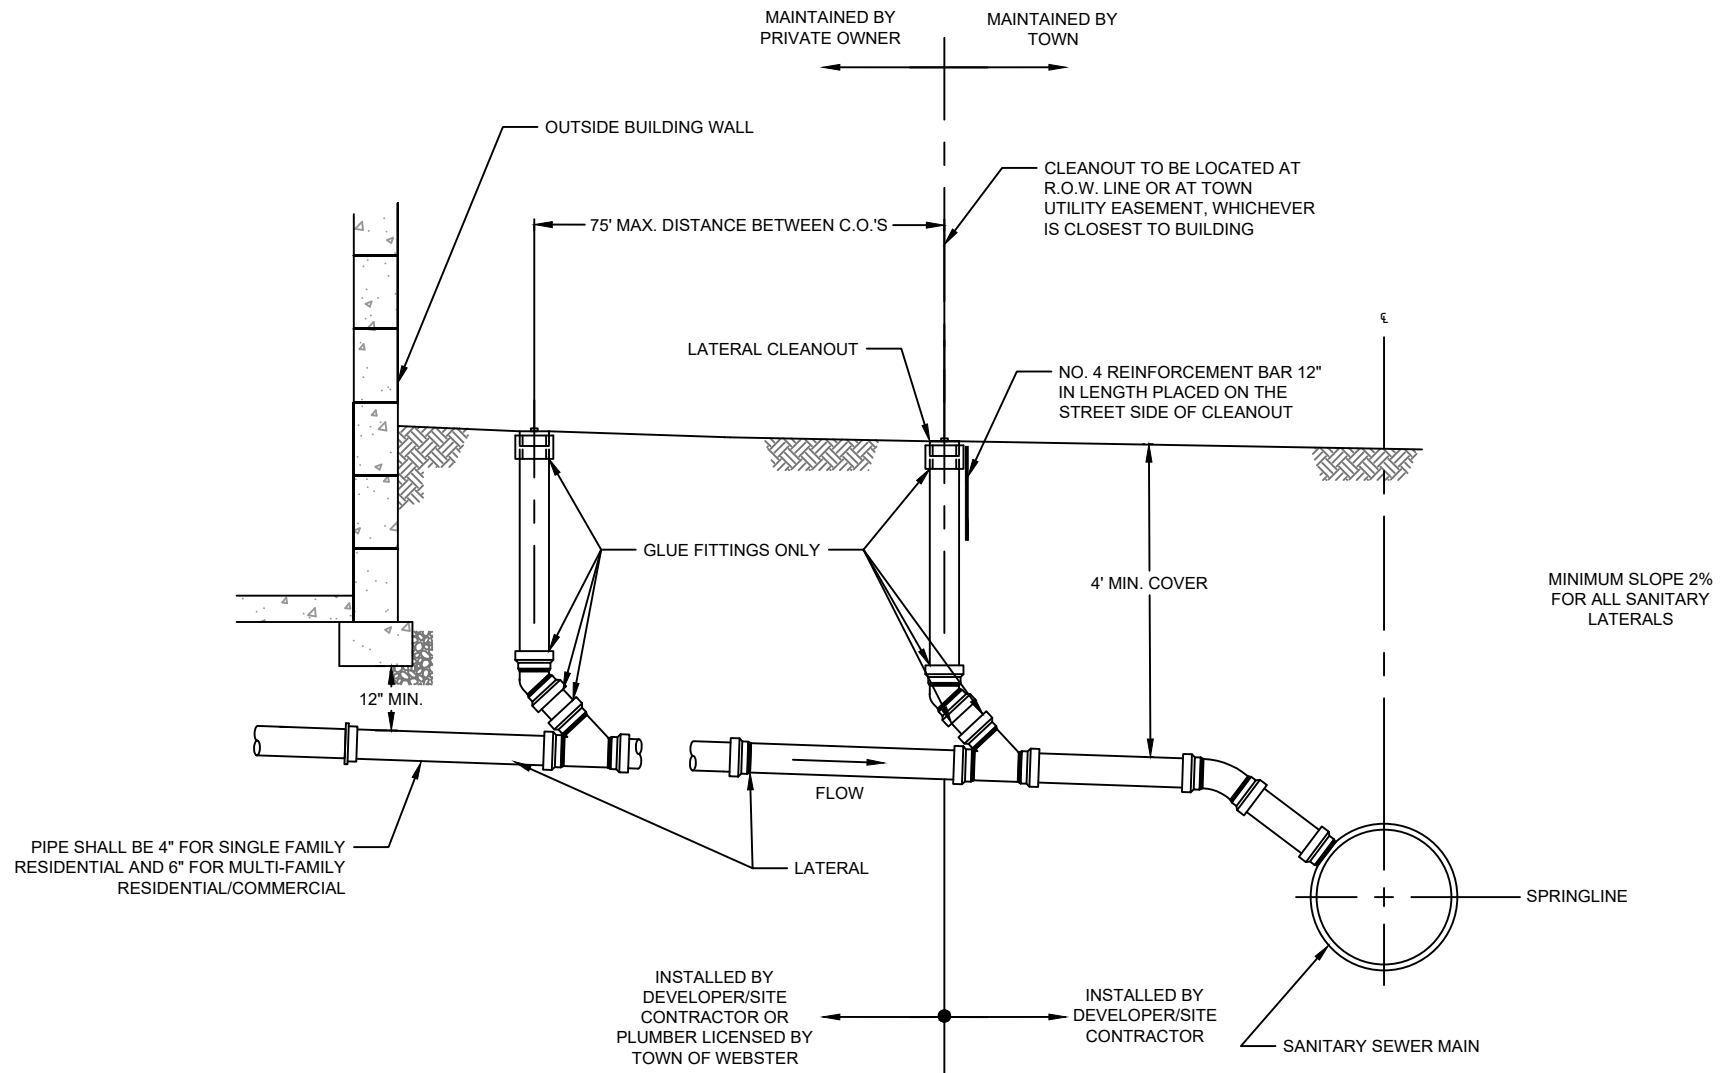 MAINTAINED BY
PRIVATE OWNER
MAINTAINED BY
TOWN
OUTSIDE BUILDING WALL
CLEANOUT TO BE LOCATED AT
R.O.W. LINE OR AT TOWN
UTILITY EASEMENT, WHICHEVER
IS CLOSEST TO BUILDING
75' MAX. DISTANCE BETWEEN C.O.'S
℄
LATERAL CLEANOUT
NO. 4 REINFORCEMENT BAR 12"
IN LENGTH PLACED ON THE
STREET SIDE OF CLEANOUT
GLUE FITTINGS ONLY
4' MIN. COVER
MINIMUM SLOPE 2%
FOR ALL SANITARY
LATERALS
12" MIN.
FLOW
PIPE SHALL BE 4" FOR SINGLE FAMILY
RESIDENTIAL AND 6" FOR MULTI-FAMILY
RESIDENTIAL/COMMERCIAL
LATERAL
SPRINGLINE
INSTALLED BY
DEVELOPER/SITE
CONTRACTOR OR
PLUMBER LICENSED BY
TOWN OF WEBSTER
INSTALLED BY
DEVELOPER/SITE
CONTRACTOR
SANITARY SEWER MAIN